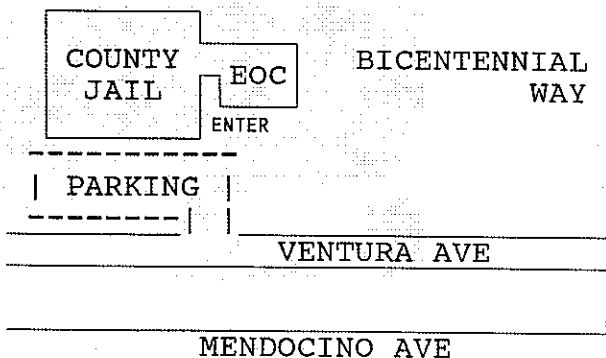 COUNTY
JAIL
EOC
BICENTENNIAL
WAY
ENTER
PARKING
VENTURA AVE
MENDOCINO AVE